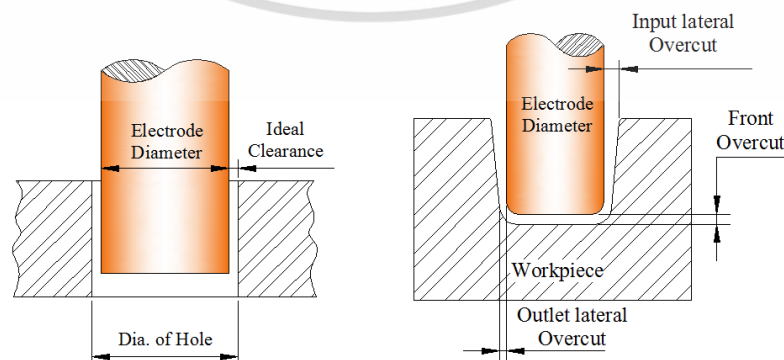 Electrode
Diameter
Ideal
Clearance
Dia. of Hole
Input lateral
Overcut
Electrode
Diameter
Front
Overcut
Workpiece
Outlet lateral
Overcut